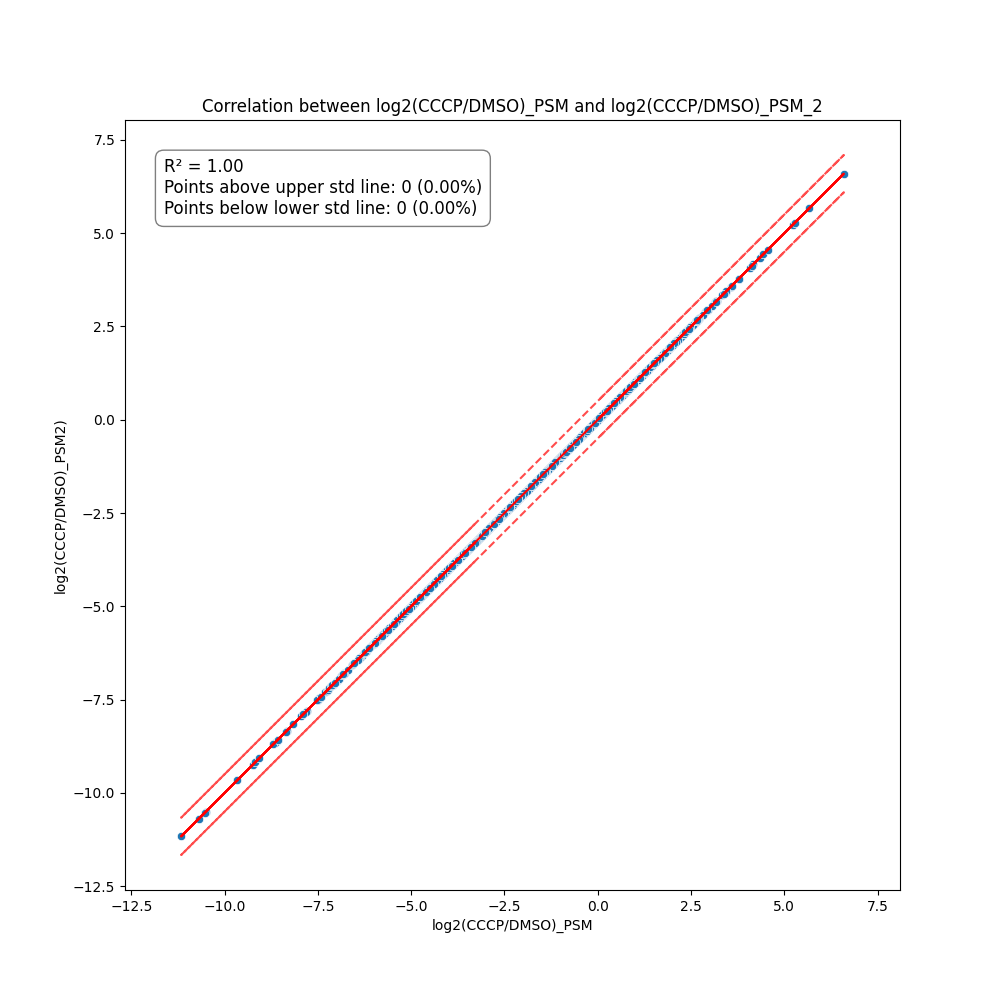 Correlation between log2(CCCP/DMSO)_PSM and log2(CCCP/DMSO)_PSM_2
R² = 1.00
Points above upper std line: 0 (0.00%)
Points below lower std line: 0 (0.00%)
log2(CCCP/DMSO)_PSM2)
7.5
5.0
2.5
0.0
−2.5
−5.0
−7.5
−10.0
−12.5
−12.5 −10.0 −7.5 −5.0 −2.5 0.0 2.5 5.0 7.5
log2(CCCP/DMSO)_PSM